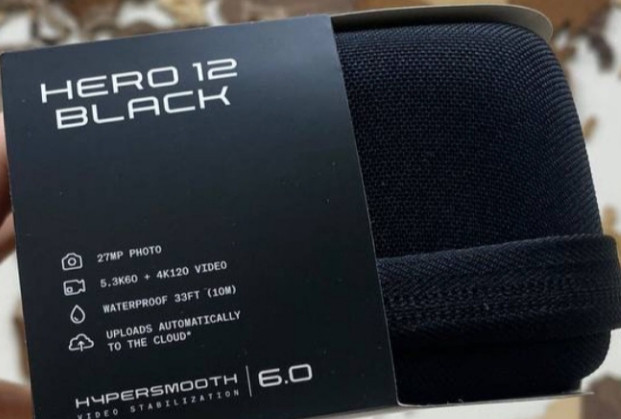 HERO 12
BLACK
27MP PHOTO
5.3K60 + 4K120 VIDEO
WATERPROOF 33FT (10M)
UPLOADS AUTOMATICALLY
TO THE CLOUD*
HYPERSMOOTH | 6.0
VIDEO STABILIZATION